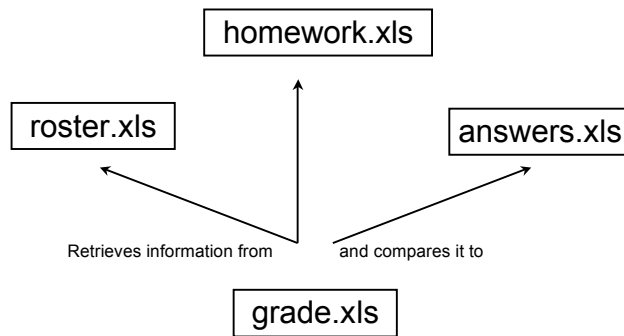 homework.xls
roster.xls
answers.xls
Retrieves information from
and compares it to
grade.xls